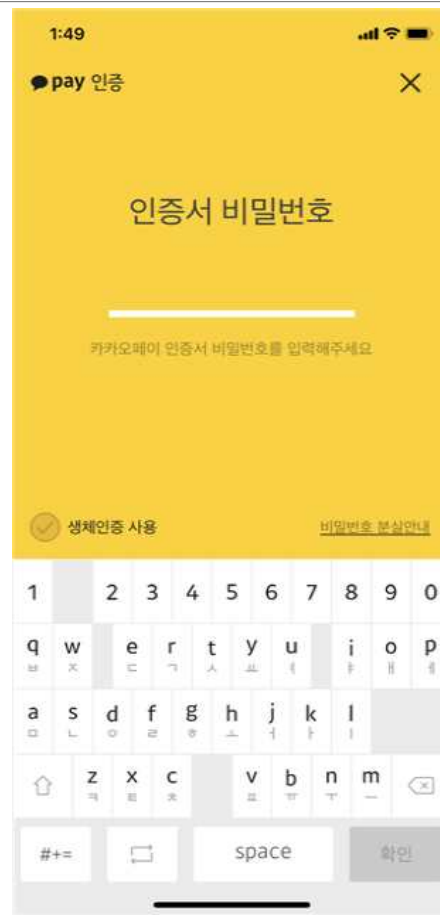 1:49
pay 인증
인증서 비밀번호
카카오페이 인증서 비밀번호를 입력해주세요
생체인증 사용 비밀번호 분실안내
1 2 3 4 5 6 7 8 9 0
q w e r t y u i o p
ㅂ ㅈ ㄷ ㄱ ㅅ ㅛ ㅕ ㅑ ㅐ ㅔ
a s d f g h j k l
ㅁ ㄴ ㅇ ㄹ ㅎ ㅗ ㅓ ㅏ ㅣ
z x c v b n m
ㅋ ㅌ ㅊ ㅍ ㅠ ㅜ ㅡ
#+= space 확인